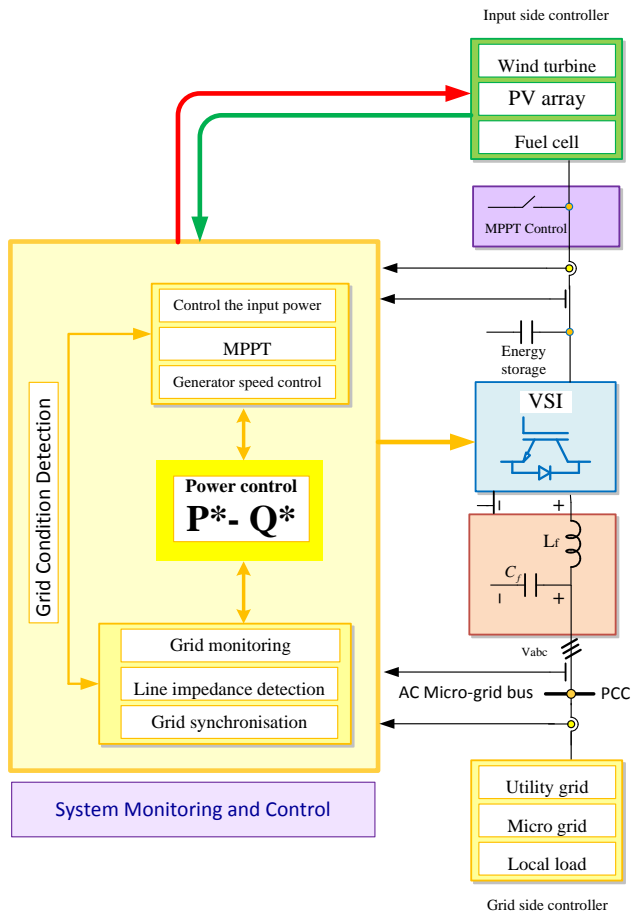 Input side controller
Wind turbine
PV array
Fuel cell
MPPT Control
Control the input power
MPPT
Generator speed control
Energy
storage
VSI
Grid Condition Detection
Power control
P*- Q*
Lf
Cf
Grid monitoring
Line impedance detection
Grid synchronisation
Vabc
AC Micro-grid bus
PCC
System Monitoring and Control
Utility grid
Micro grid
Local load
Grid side controller